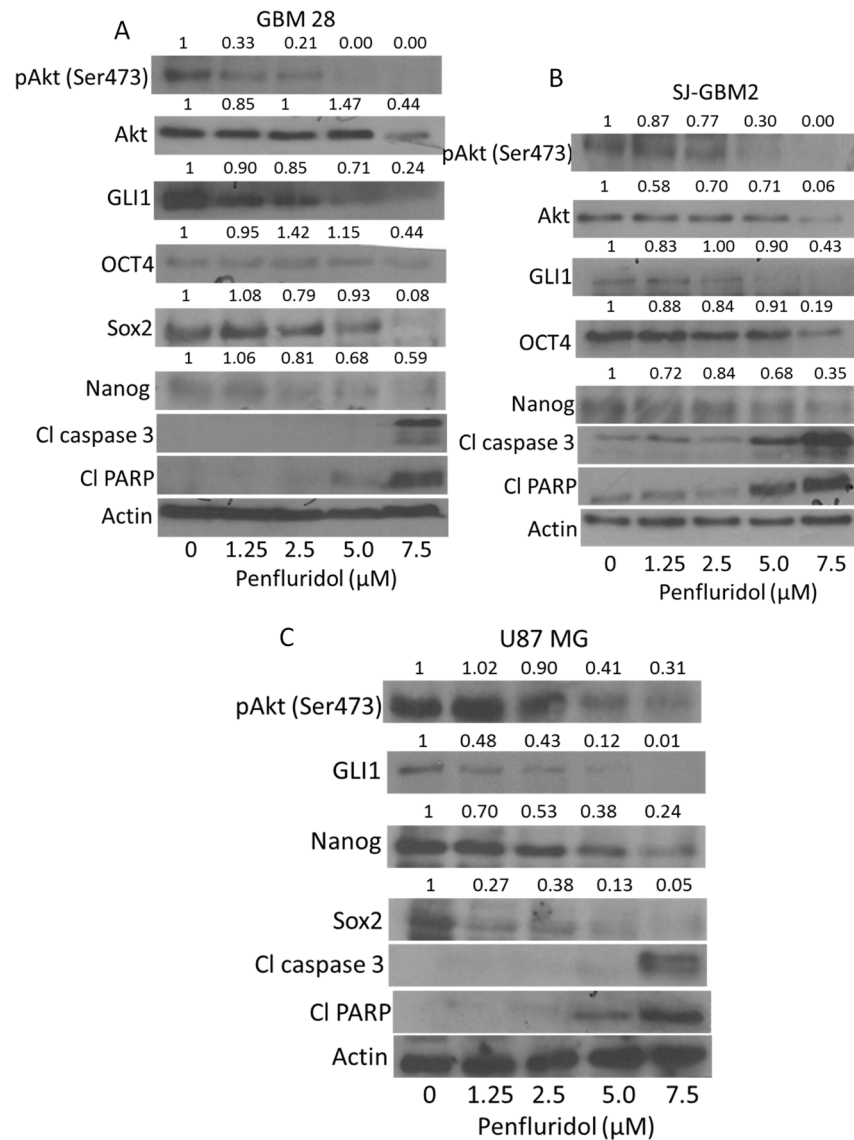 A
GBM 28
1 0.33 0.21 0.00 0.00
pAkt (Ser473)
1 0.85 1 1.47 0.44
Akt
1 0.90 0.85 0.71 0.24
GLI1
1 0.95 1.42 1.15 0.44
OCT4
1 1.08 0.79 0.93 0.08
Sox2
1 1.06 0.81 0.68 0.59
Nanog
Cl caspase 3
Cl PARP
Actin
0 1.25 2.5 5.0 7.5
Penfluridol (µM)
B
SJ-GBM2
1 0.87 0.77 0.30 0.00
pAkt (Ser473)
1 0.58 0.70 0.71 0.06
Akt
1 0.83 1.00 0.90 0.43
GLI1
1 0.88 0.84 0.91 0.19
OCT4
1 0.72 0.84 0.68 0.35
Nanog
Cl caspase 3
Cl PARP
Actin
0 1.25 2.5 5.0 7.5
Penfluridol (µM)
C
U87 MG
1 1.02 0.90 0.41 0.31
pAkt (Ser473)
1 0.48 0.43 0.12 0.01
GLI1
1 0.70 0.53 0.38 0.24
Nanog
1 0.27 0.38 0.13 0.05
Sox2
Cl caspase 3
Cl PARP
Actin
0 1.25 2.5 5.0 7.5
Penfluridol (µM)